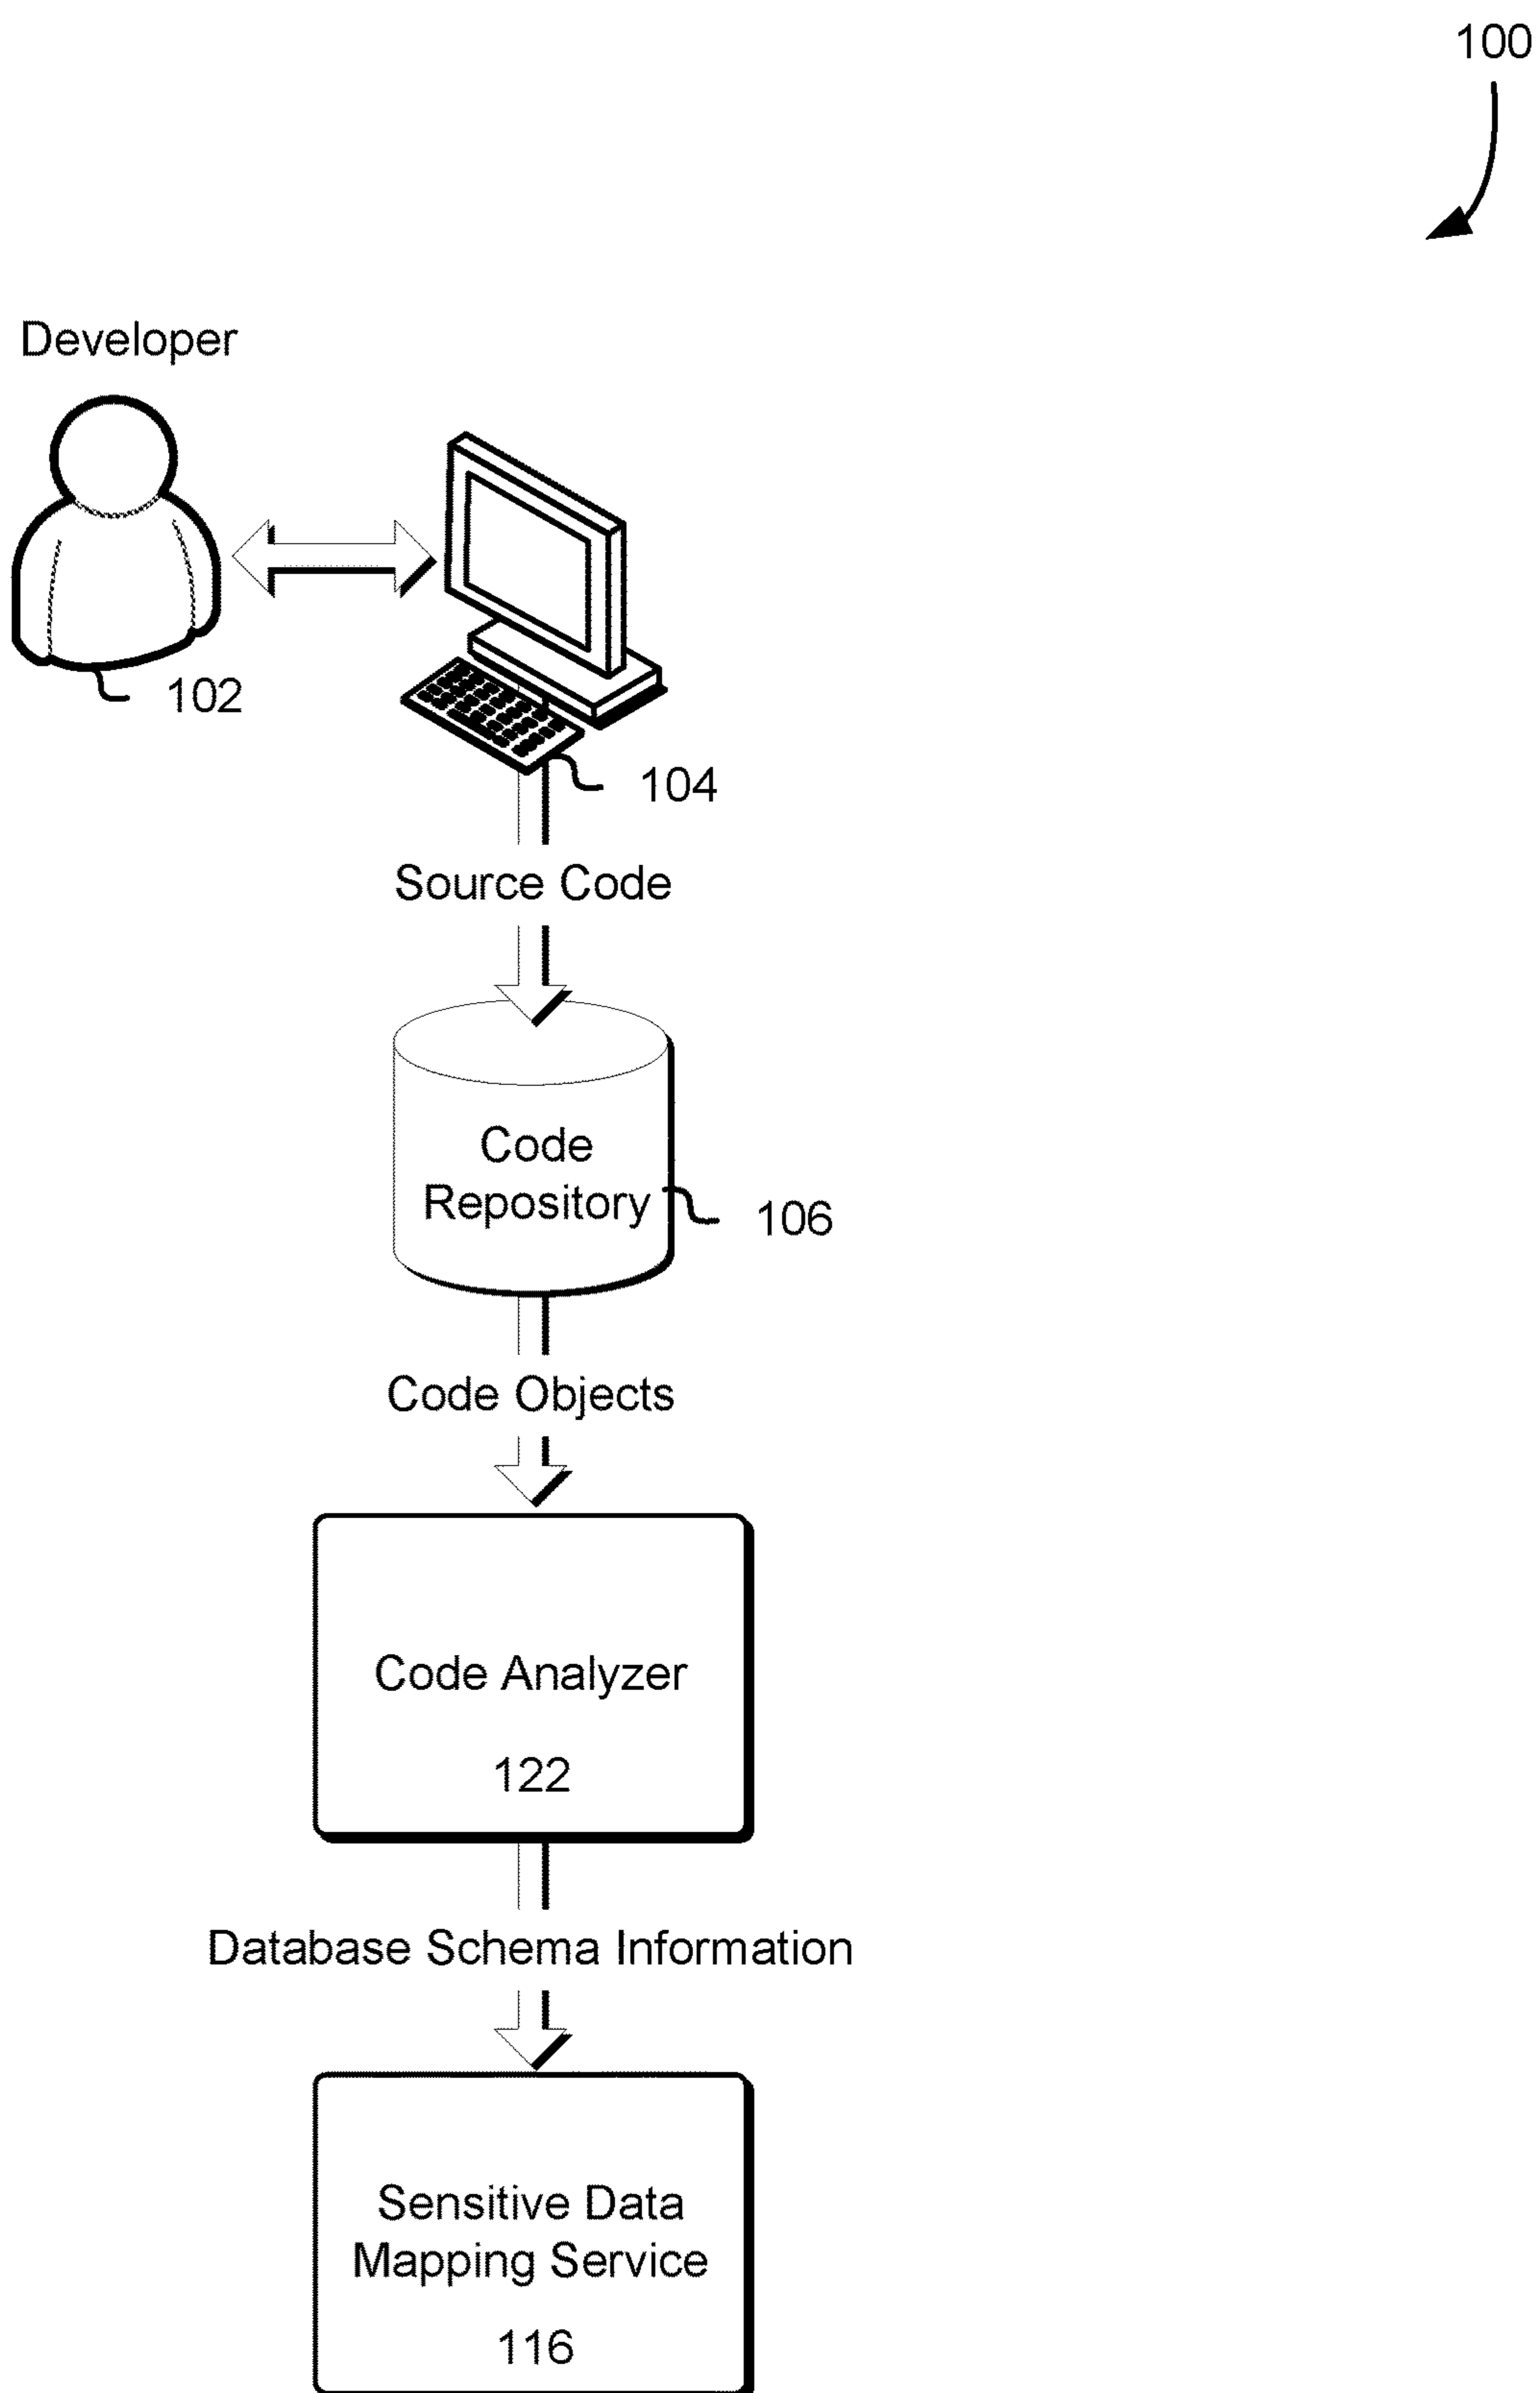 100
Developer
102
104
Source Code
Code
Repository
106
Code Objects
Code Analyzer
122
Database Schema Information
Sensitive Data
Mapping Service
116